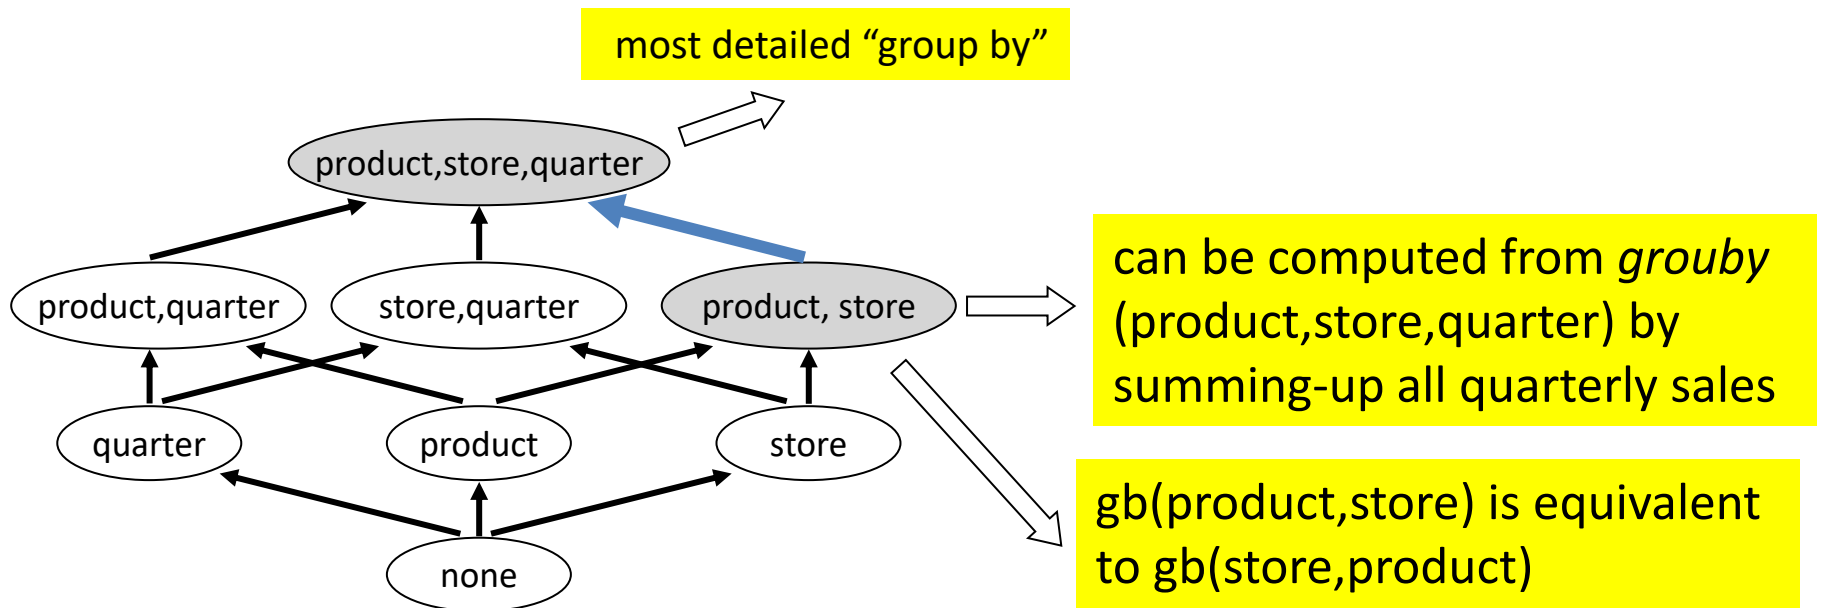 most detailed “group by”
product,store,quarter
product,quarter
store,quarter
product, store
can be computed from grouby
(product,store,quarter) by
summing-up all quarterly sales
quarter
product
store
gb(product,store) is equivalent
to gb(store,product)
none